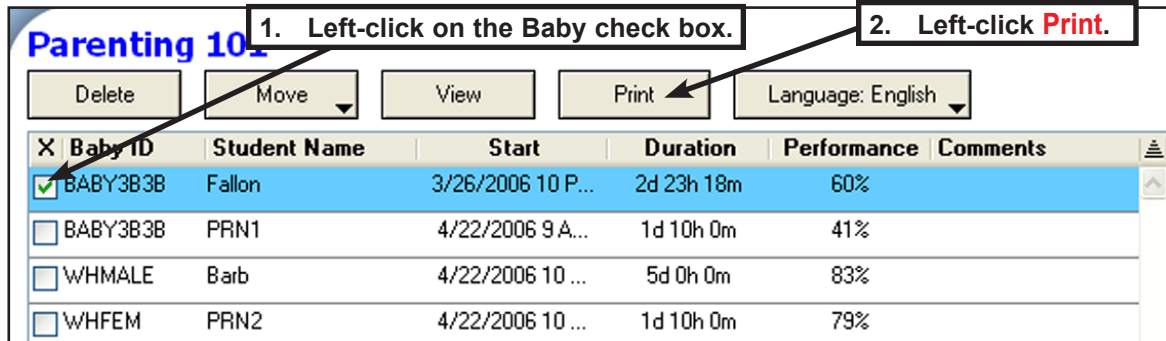 1. Left-click on the Baby check box.
2. Left-click Print.
Parenting 101
Delete Move View Print Language: English
X Baby ID Student Name Start Duration Performance Comments
BABY3B3B Fallon 3/26/2006 10 P... 2d 23h 18m 60%
BABY3B3B PRN1 4/22/2006 9 A... 1d 10h 0m 41%
WHMALE Barb 4/22/2006 10 ... 5d 0h 0m 83%
WHFEM PRN2 4/22/2006 10 ... 1d 10h 0m 79%